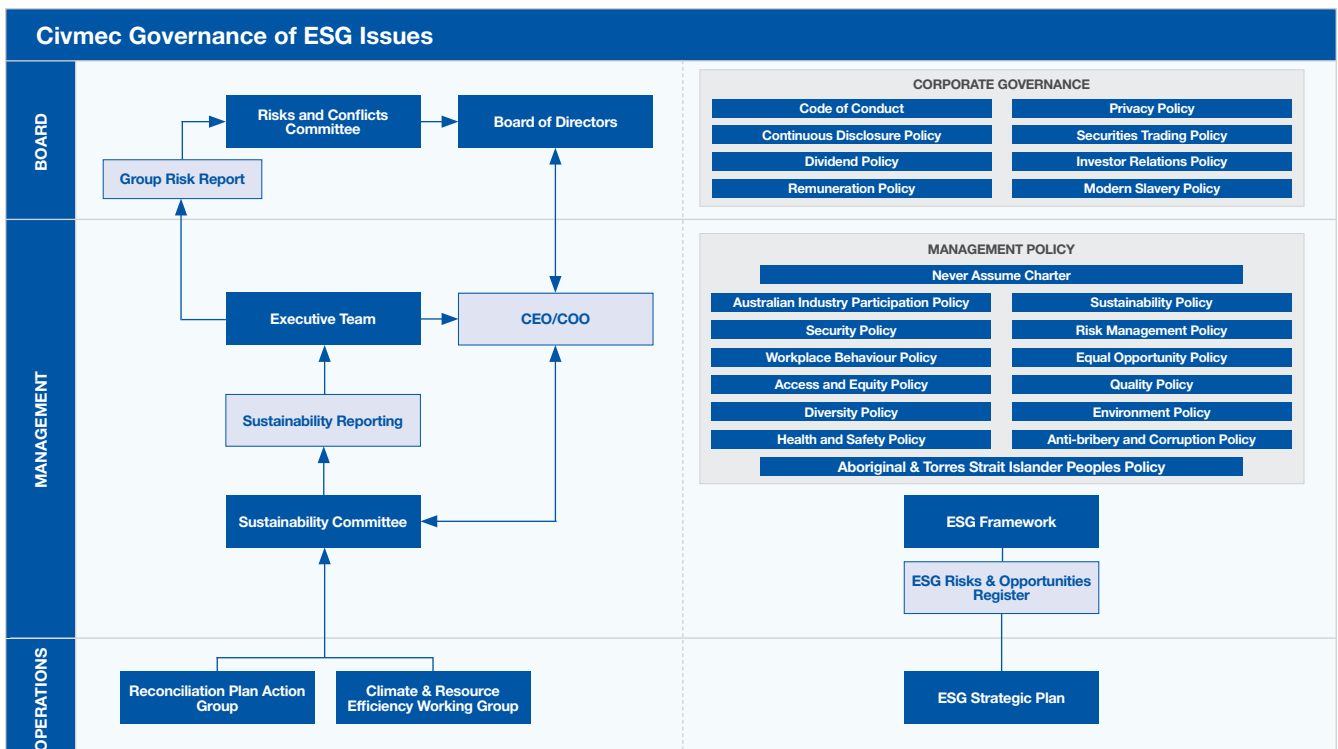 Civmec Governance of ESG Issues
BOARD
Risks and Conflicts
Committee
Board of Directors
Group Risk Report
CORPORATE GOVERNANCE
Code of Conduct
Privacy Policy
Continuous Disclosure Policy
Securities Trading Policy
Dividend Policy
Investor Relations Policy
Remuneration Policy
Modern Slavery Policy
MANAGEMENT
Executive Team
CEO/COO
Sustainability Reporting
Sustainability Committee
MANAGEMENT POLICY
Never Assume Charter
Australian Industry Participation Policy
Sustainability Policy
Security Policy
Risk Management Policy
Workplace Behaviour Policy
Equal Opportunity Policy
Access and Equity Policy
Quality Policy
Diversity Policy
Environment Policy
Health and Safety Policy
Anti-bribery and Corruption Policy
Aboriginal & Torres Strait Islander Peoples Policy
ESG Framework
ESG Risks & Opportunities
Register
OPERATIONS
Reconciliation Plan Action
Group
Climate & Resource
Efficiency Working Group
ESG Strategic Plan